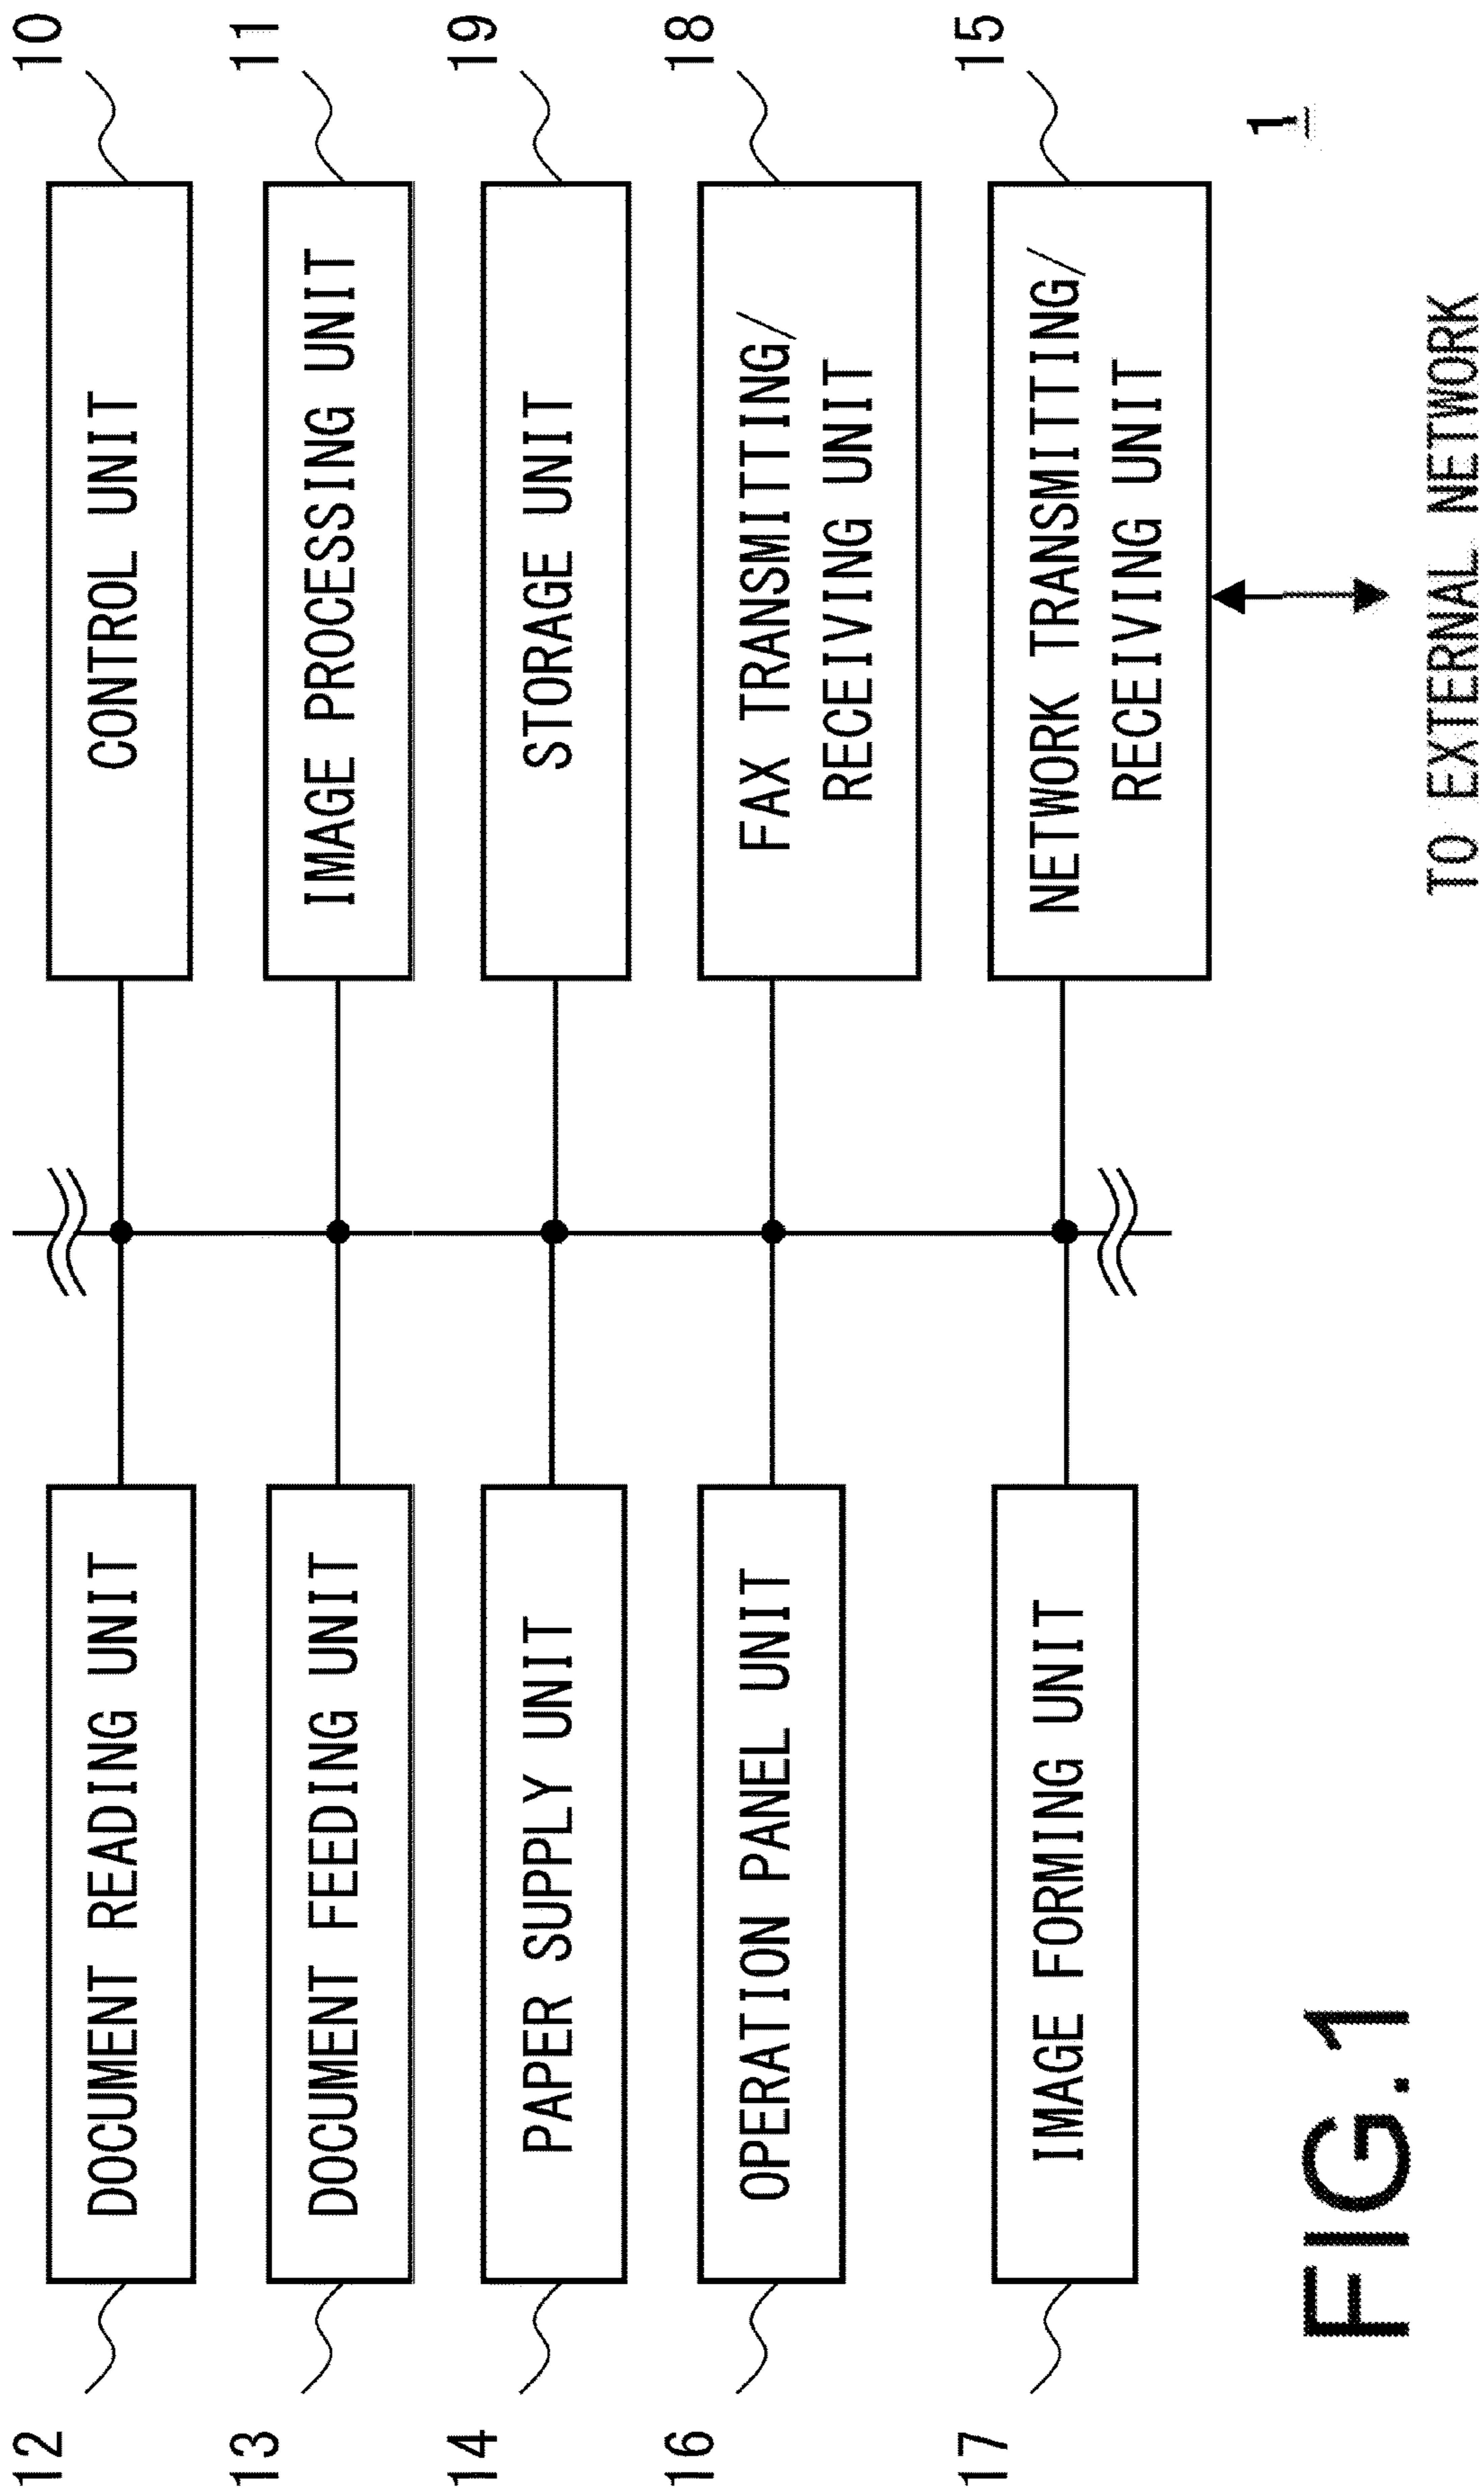 12
DOCUMENT READING UNIT
CONTROL UNIT
10
13
DOCUMENT FEEDING UNIT
IMAGE PROCESSING UNIT
11
14
PAPER SUPPLY UNIT
STORAGE UNIT
19
16
OPERATION PANEL UNIT
FAX TRANSMITTING/
RECEIVING UNIT
18
17
IMAGE FORMING UNIT
NETWORK TRANSMITTING/
RECEIVING UNIT
15
1
TO EXTERNAL NETWORK
FIG. 1